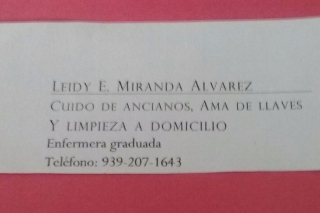 Leidy E. Miranda Alvarez
Cuido de ancianos, Ama de llaves
Y limpieza a domicilio
Enfermera graduada
Teléfono: 939-207-1643